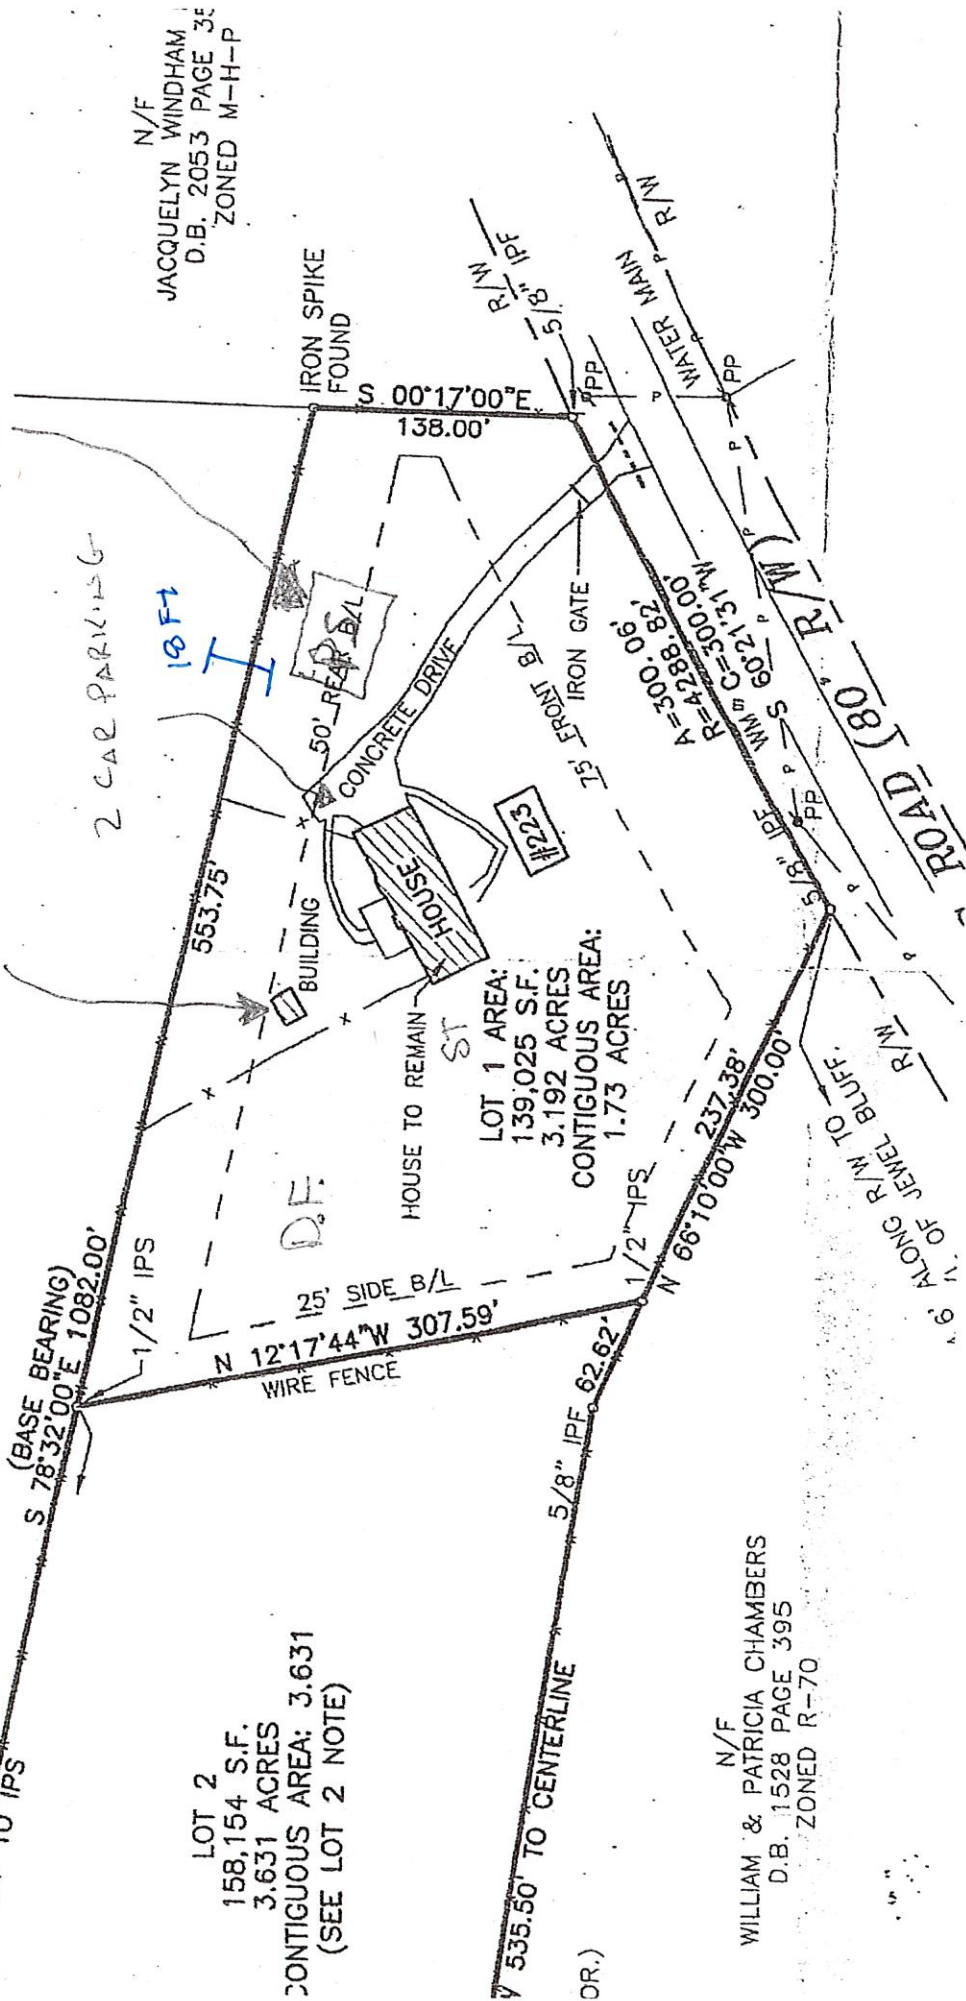 N/F
JACQUELYN WINDHAM
D.B. 2053 PAGE
ZONED M-H-P
IRON SPIKE
FOUND
S 00°17'00"E
138.00'
2 CAR PARKING
18 FT
50' REAR B/L
CONCRETE DRIVE
553.75'
BUILDING
HOUSE
#223
HOUSE TO REMAIN
ST
D.F.
LOT 1 AREA:
139,025 S.F.
3.192 ACRES
CONTIGUOUS AREA:
1.73 ACRES
75' FRONT B/L
IRON GATE
R/W
5/8" IPF
PP
WATER MAIN
R/W
P
PP
A=300.06'
R=4288.82'
C=300.00'
S 60°21'31"W
WM
ROAD (80' R/W)
5/8" IPF
PP
R/W
ALONG R/W TO
OF JEWEL BLUFF.
237.38'
N 66°10'00"W 300.00'
1/2" IPS
62.62'
5/8" IPF
25' SIDE B/L
N 12°17'44"W 307.59'
WIRE FENCE
1/2" IPS
(BASE BEARING)
S 78°32'00"E 1082.00'
TO IPS
LOT 2
158,154 S.F.
3.631 ACRES
CONTIGUOUS AREA: 3.631
(SEE LOT 2 NOTE)
535.50' TO CENTERLINE
OR.)
N/F
WILLIAM & PATRICIA CHAMBERS
D.B. 1528 PAGE 395
ZONED R-70